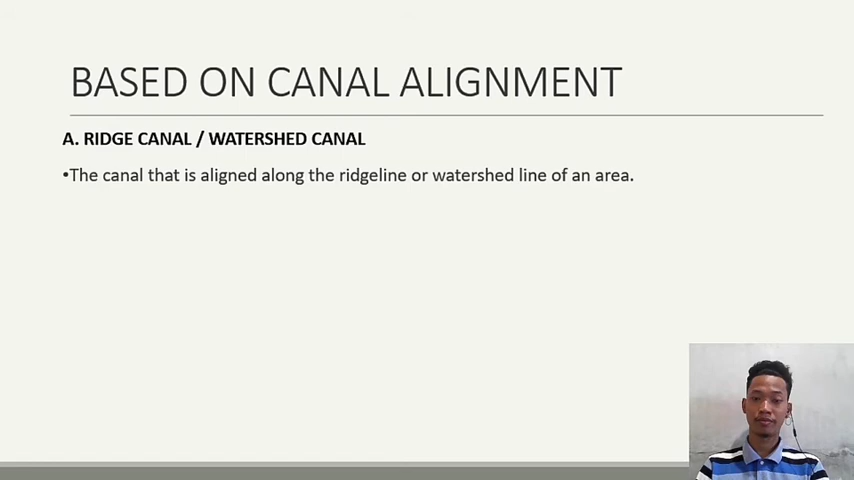 BASED ON CANAL ALIGNMENT
A. RIDGE CANAL / WATERSHED CANAL
•The canal that is aligned along the ridgeline or watershed line of an area.